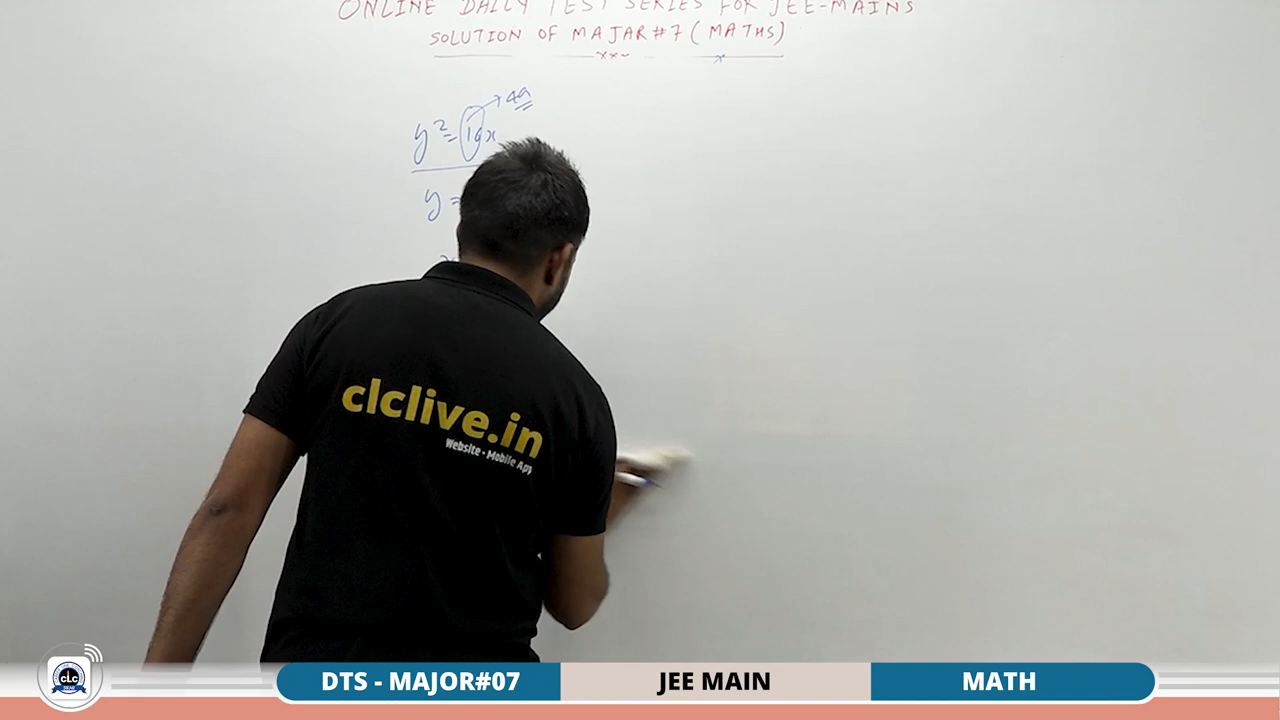 ONLINE DAILY TEST SERIES FOR JEE-MAINS
SOLUTION OF MAJAR#7 (MATHS)
4a
y² = 16x
y =
clclive.in
Website • Mobile App
CLC
DTS - MAJOR#07
JEE MAIN
MATH